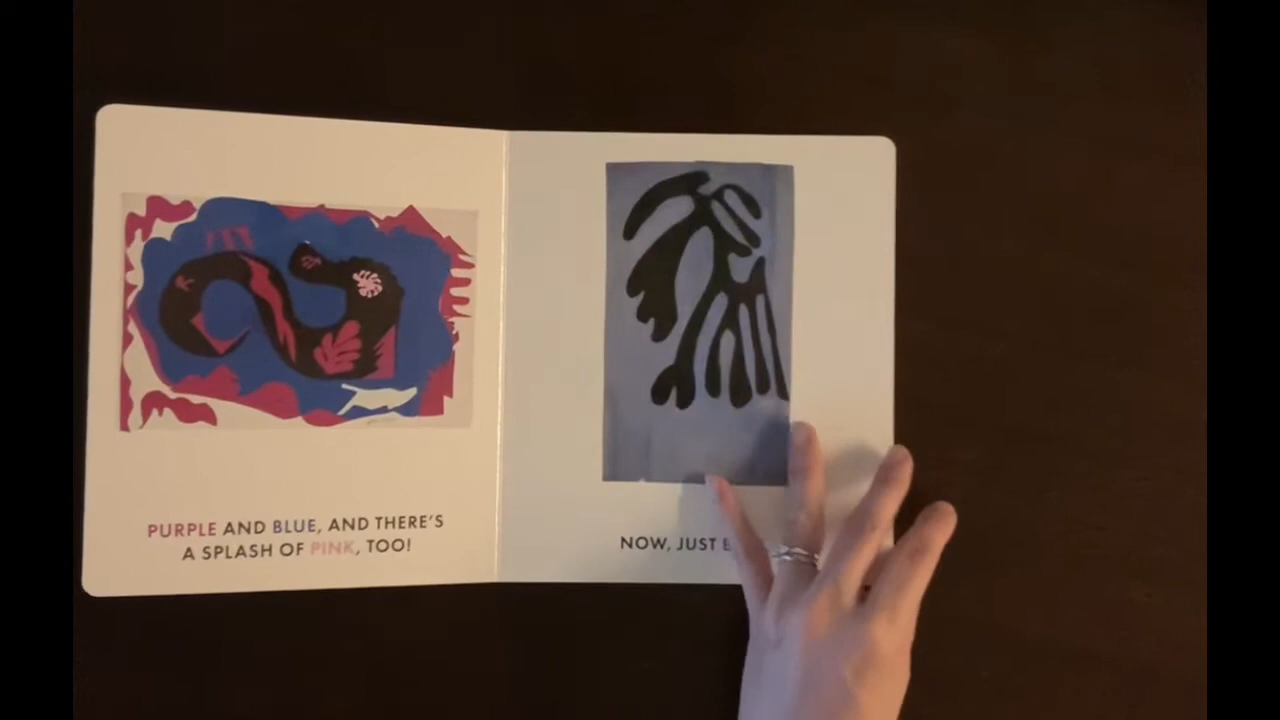 PURPLE AND BLUE, AND THERE'S
A SPLASH OF PINK, TOO!
NOW, JUST